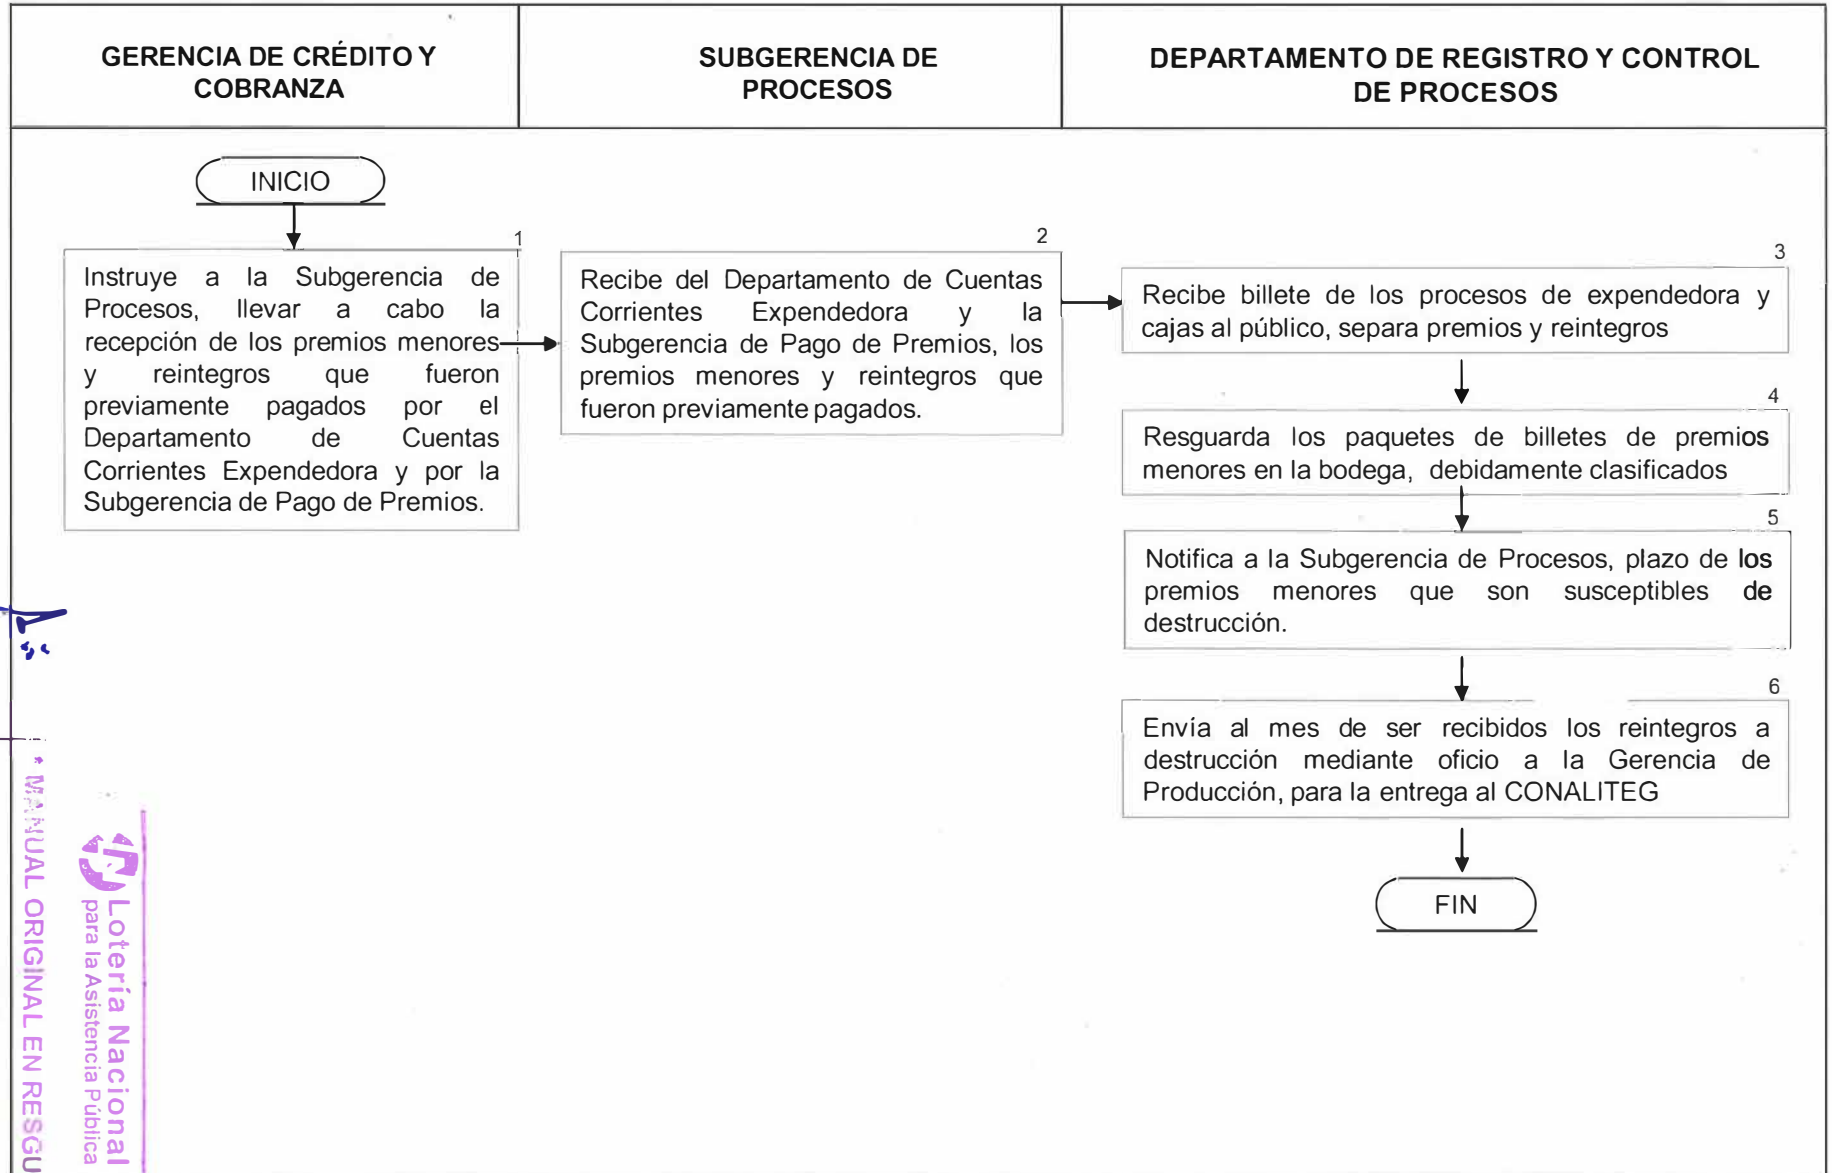 GERENCIA DE CRÉDITO Y
COBRANZA
SUBGERENCIA DE
PROCESOS
DEPARTAMENTO DE REGISTRO Y CONTROL
DE PROCESOS
INICIO
1
Instruye a la Subgerencia de
Procesos, llevar a cabo la
recepción de los premios menores
y reintegros que fueron
previamente pagados por el
Departamento de Cuentas
Corrientes Expendedora y por la
Subgerencia de Pago de Premios.
2
Recibe del Departamento de Cuentas
Corrientes Expendedora y la
Subgerencia de Pago de Premios, los
premios menores y reintegros que
fueron previamente pagados.
3
Recibe billete de los procesos de expendedora y
cajas al público, separa premios y reintegros
4
Resguarda los paquetes de billetes de premios
menores en la bodega, debidamente clasificados
5
Notifica a la Subgerencia de Procesos, plazo de los
premios menores que son susceptibles de
destrucción.
6
Envía al mes de ser recibidos los reintegros a
destrucción mediante oficio a la Gerencia de
Producción, para la entrega al CONALITEG
FIN
Lotería Nacional
para la Asistencia Pública
* MANUAL ORIGINAL EN RESGU